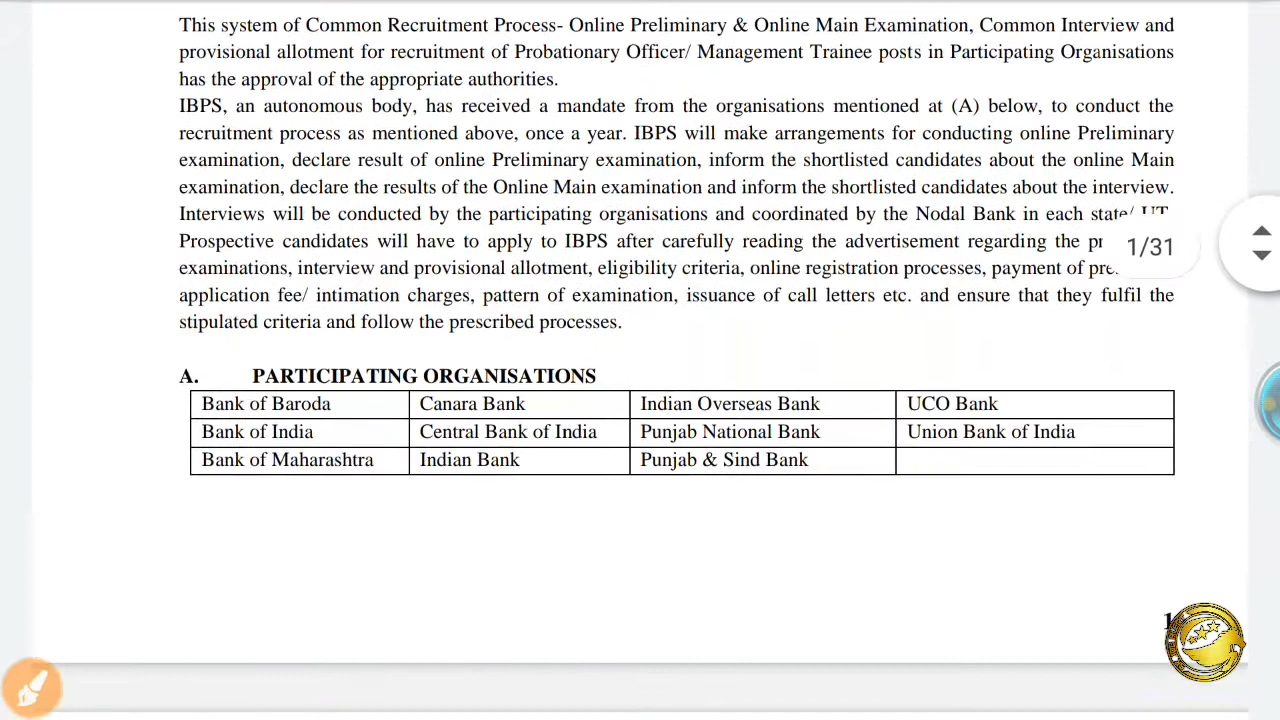 This system of Common Recruitment Process- Online Preliminary & Online Main Examination, Common Interview and
provisional allotment for recruitment of Probationary Officer/ Management Trainee posts in Participating Organisations
has the approval of the appropriate authorities.
IBPS, an autonomous body, has received a mandate from the organisations mentioned at (A) below, to conduct the
recruitment process as mentioned above, once a year. IBPS will make arrangements for conducting online Preliminary
examination, declare result of online Preliminary examination, inform the shortlisted candidates about the online Main
examination, declare the results of the Online Main examination and inform the shortlisted candidates about the interview.
Interviews will be conducted by the participating organisations and coordinated by the Nodal Bank in each state/ UT.
Prospective candidates will have to apply to IBPS after carefully reading the advertisement regarding the
1/31
examinations, interview and provisional allotment, eligibility criteria, online registration processes, payment of
application fee/ intimation charges, pattern of examination, issuance of call letters etc. and ensure that they fulfil the
stipulated criteria and follow the prescribed processes.
A. PARTICIPATING ORGANISATIONS
Bank of Baroda Canara Bank Indian Overseas Bank UCO Bank
Bank of India Central Bank of India Punjab National Bank Union Bank of India
Bank of Maharashtra Indian Bank Punjab & Sind Bank
1